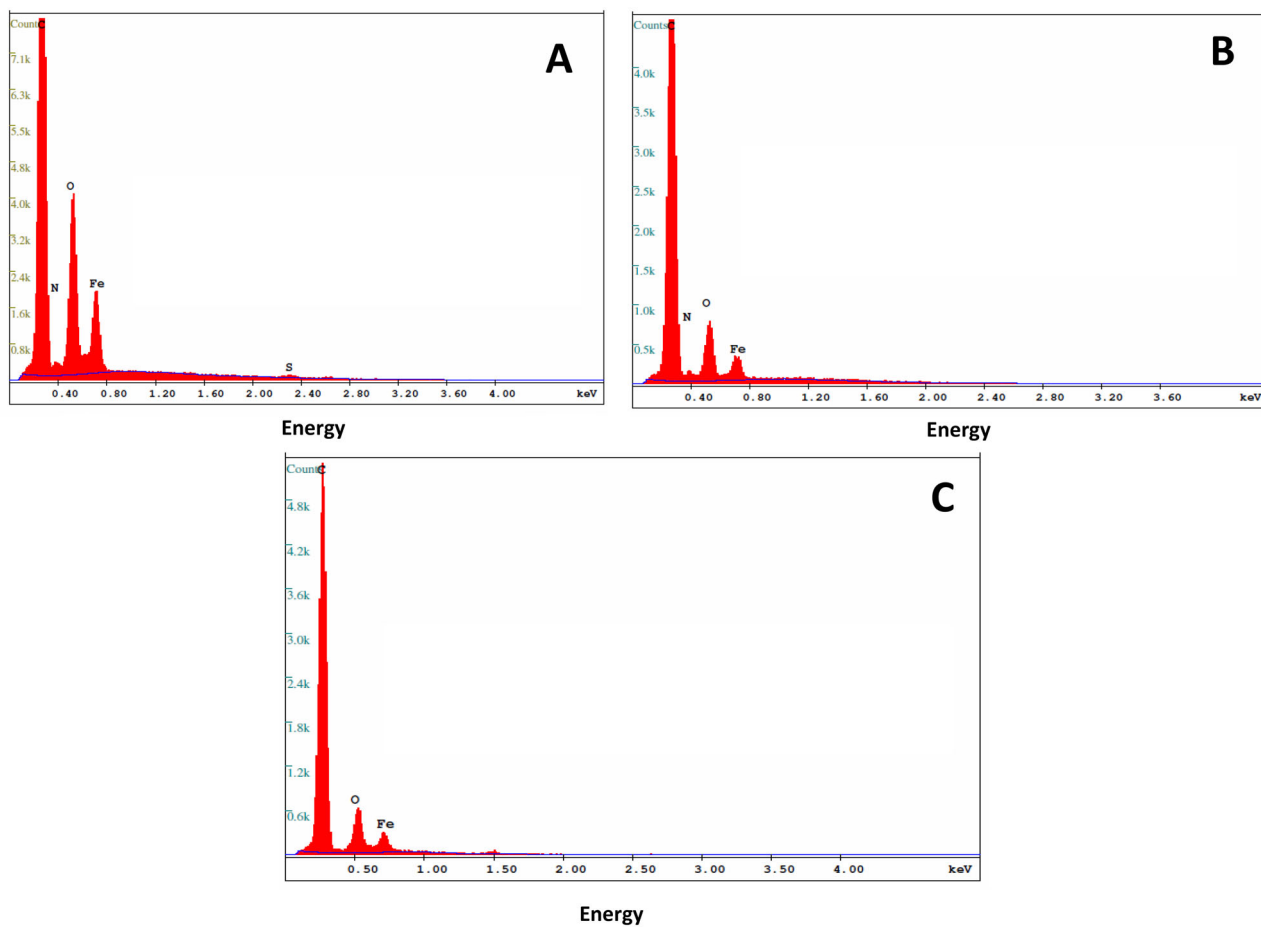 Counts
C
A
7.1k
6.3k
5.5k
4.8k
O
4.0k
3.2k
N
Fe
2.4k
1.6k
0.8k
S
0.40 0.80 1.20 1.60 2.00 2.40 2.80 3.20 3.60 4.00 keV
Energy
Counts
C
B
4.0k
3.5k
3.0k
2.5k
2.0k
1.5k
O
1.0k
N
Fe
0.5k
0.40 0.80 1.20 1.60 2.00 2.40 2.80 3.20 3.60 keV
Energy
Counts
C
C
4.8k
4.2k
3.6k
3.0k
2.4k
1.8k
1.2k
O
0.6k
Fe
0.50 1.00 1.50 2.00 2.50 3.00 3.50 4.00 keV
Energy